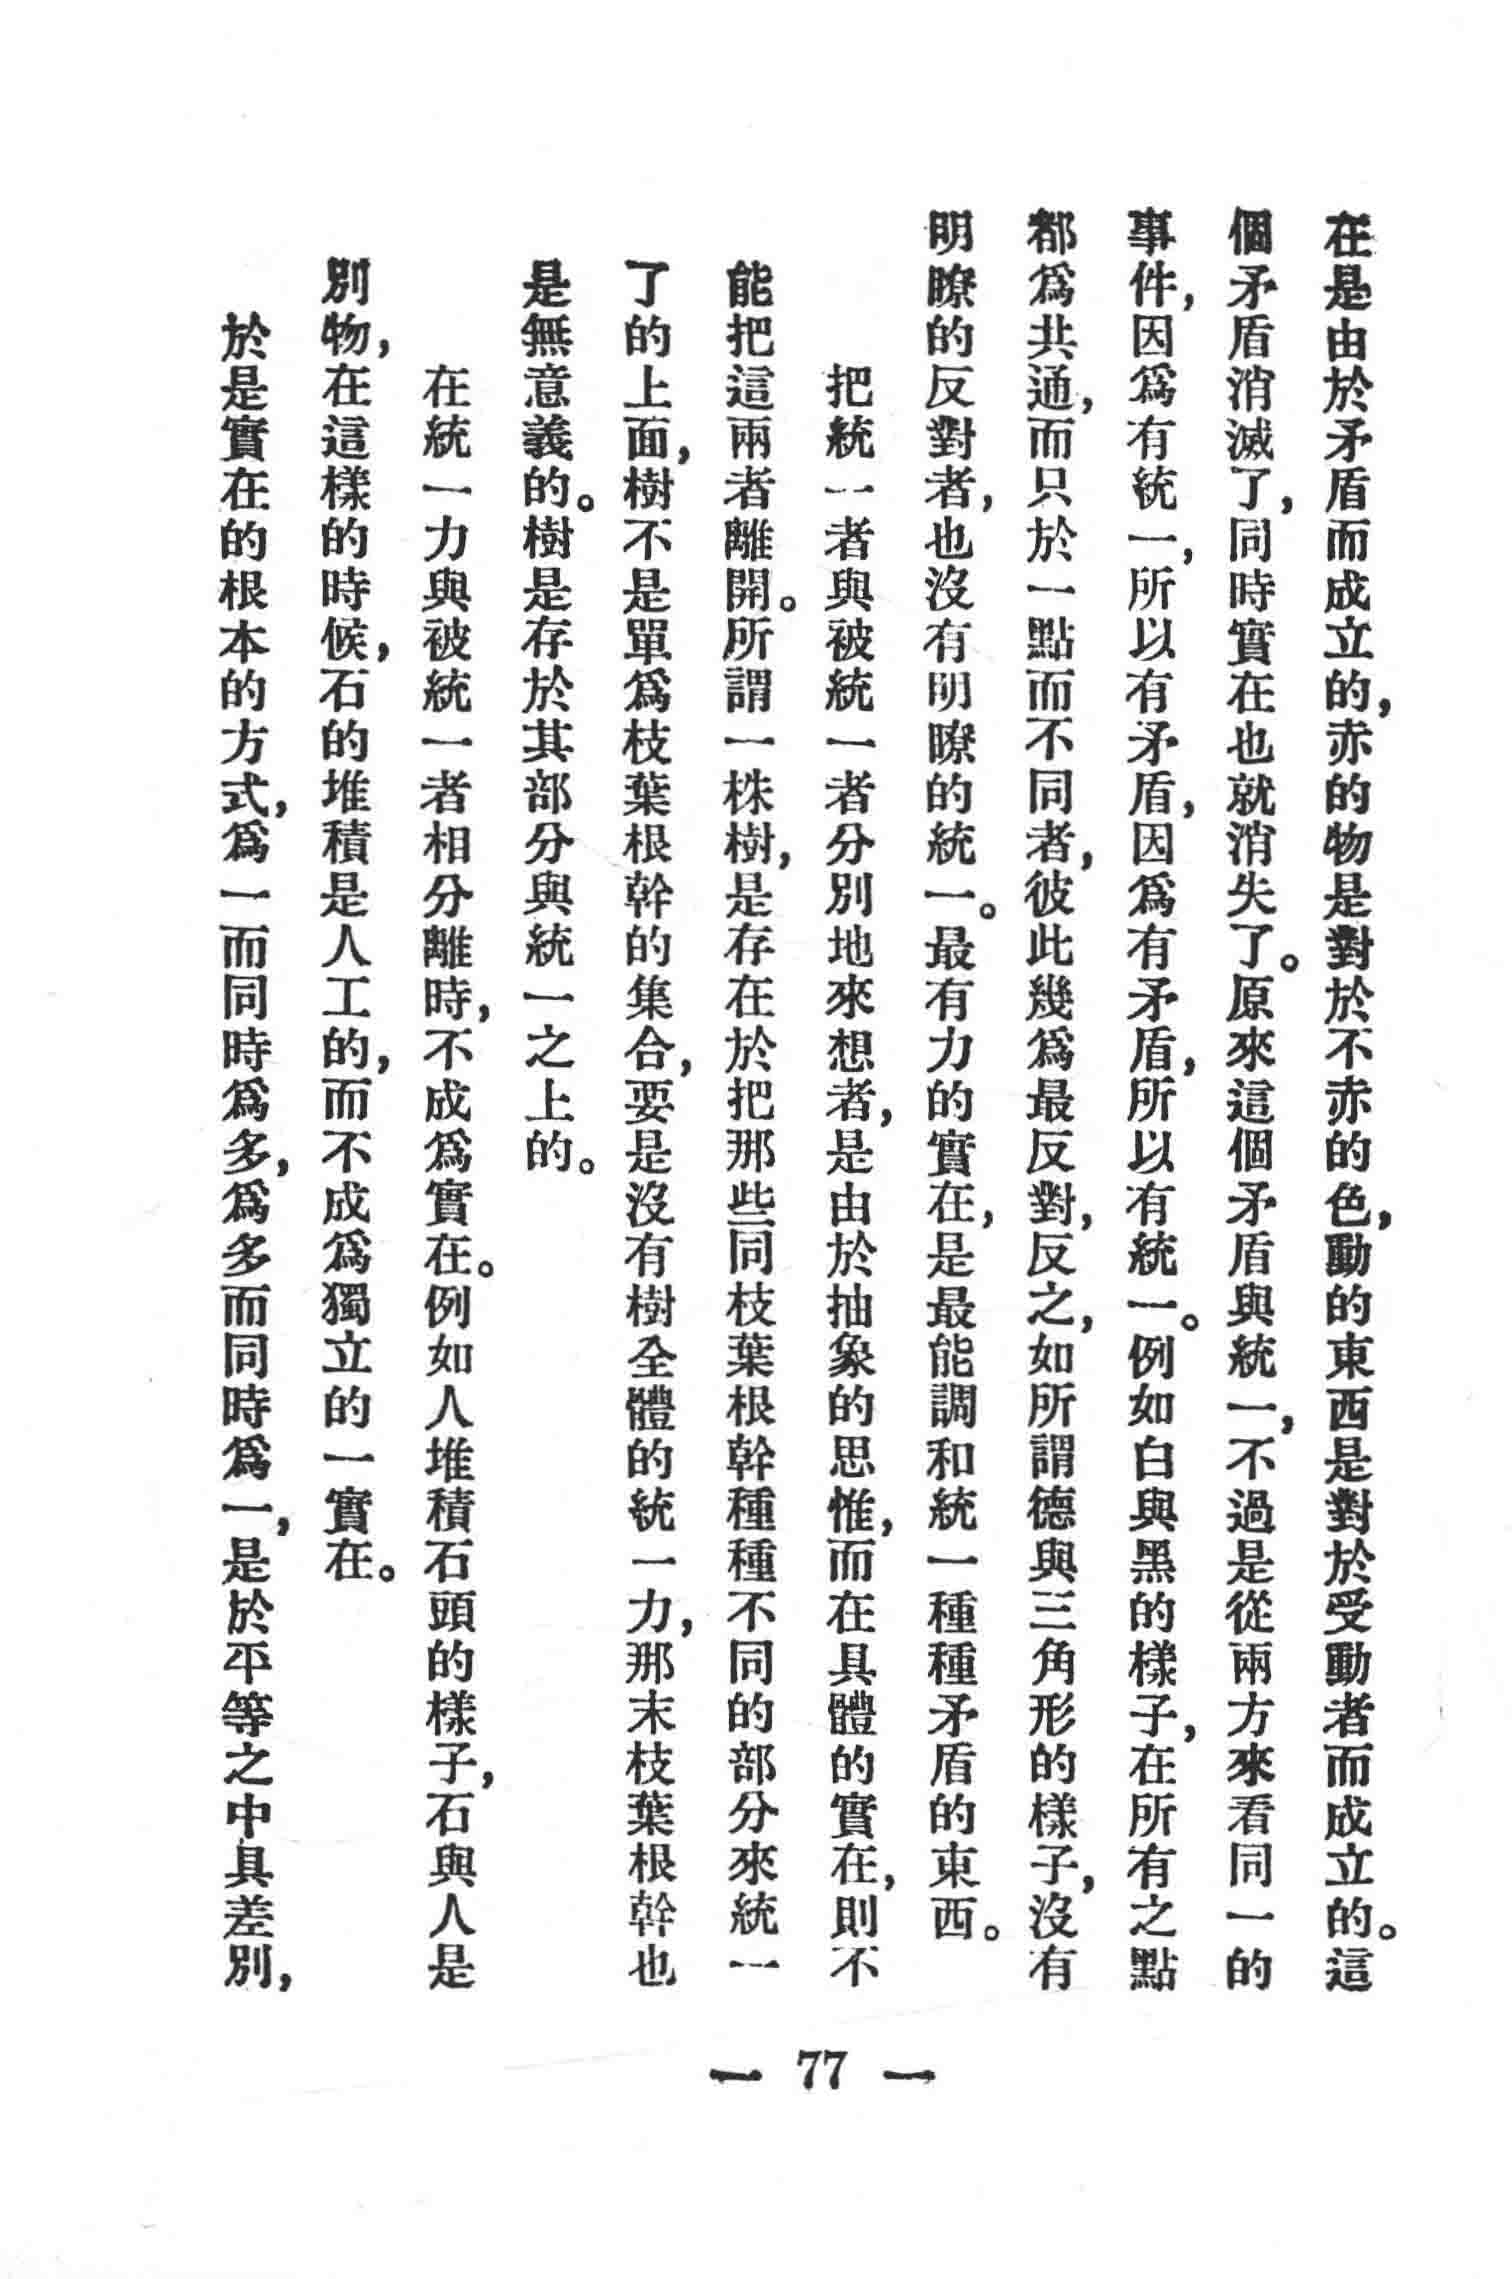 在是由於矛盾而成立的，赤的物是對於不赤的色，動的東西是對於受動者而成立的。這
個矛盾消滅了，同時實在也就消失了。原來這個矛盾與統一，不過是從兩方來看同一的
事件，因爲有統一，所以有矛盾，因爲有矛盾，所以有統一。例如白與黑的樣子，在所有之點
都爲共通，而只於一點而不同者，彼此幾爲最反對，反之，如所謂德與三角形的樣子，沒有
明瞭的反對者，也沒有明瞭的統一。最有力的實在，是最能調和統一種種矛盾的東西。
把統一者與被統一者分別地來想者，是由於抽象的思惟，而在具體的實在，則不
能把這兩者離開。所謂一株樹，是存在於把那些同枝葉根幹種種不同的部分來統一
了的上面，樹不是單爲枝葉根幹的集合，要是沒有樹全體的統一力，那末枝葉根幹也
是無意義的。樹是存於其部分與統一之上的。
在統一力與被統一者相分離時，不成爲實在。例如人堆積石頭的樣子，石與人是
別物，在這樣的時候，石的堆積是人工的，而不成爲獨立的一實在。
於是實在的根本的方式，爲一而同時爲多，爲多而同時爲一，是於平等之中具差別，
— 77 —